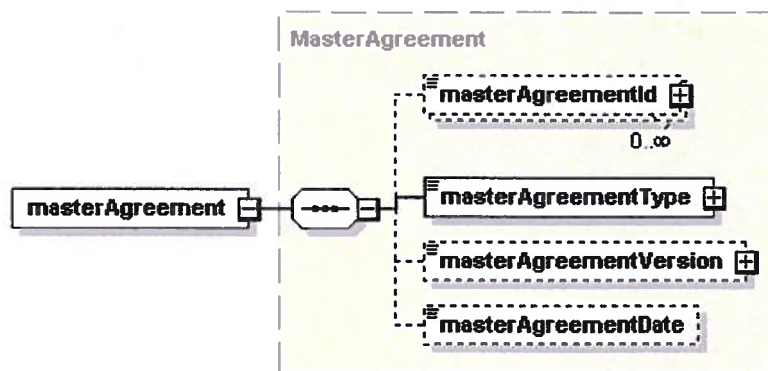 MasterAgreement
masterAgreementId
0..∞
masterAgreement
masterAgreementType
masterAgreementVersion
masterAgreementDate